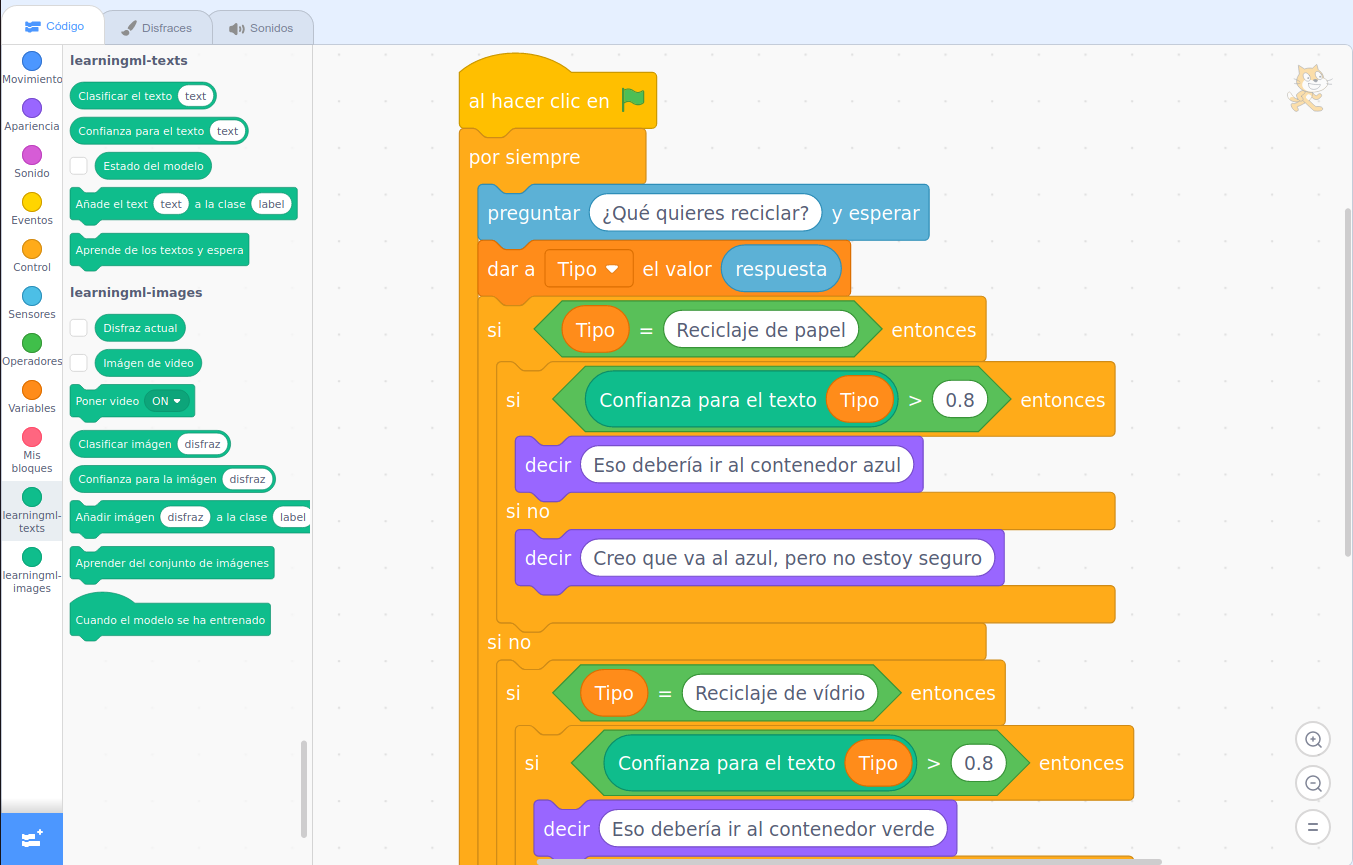 Código
Disfraces
Sonidos
Movimiento
Apariencia
Sonido
Eventos
Control
Sensores
Operadores
Variables
Mis
bloques
learningml-
texts
learningml-
images
learningml-texts
Clasificar el texto text
Confianza para el texto text
Estado del modelo
Añade el text text a la clase label
Aprende de los textos y espera
learningml-images
Disfraz actual
Imágen de video
Poner video ON
Clasificar imágen disfraz
Confianza para la imágen disfraz
Añadir imágen disfraz a la clase label
Aprender del conjunto de imágenes
Cuando el modelo se ha entrenado
al hacer clic en
por siempre
preguntar ¿Qué quieres reciclar? y esperar
dar a Tipo el valor respuesta
si Tipo = Reciclaje de papel entonces
si Confianza para el texto Tipo > 0.8 entonces
decir Eso debería ir al contenedor azul
si no
decir Creo que va al azul, pero no estoy seguro
si no
si Tipo = Reciclaje de vídrio entonces
si Confianza para el texto Tipo > 0.8 entonces
decir Eso debería ir al contenedor verde